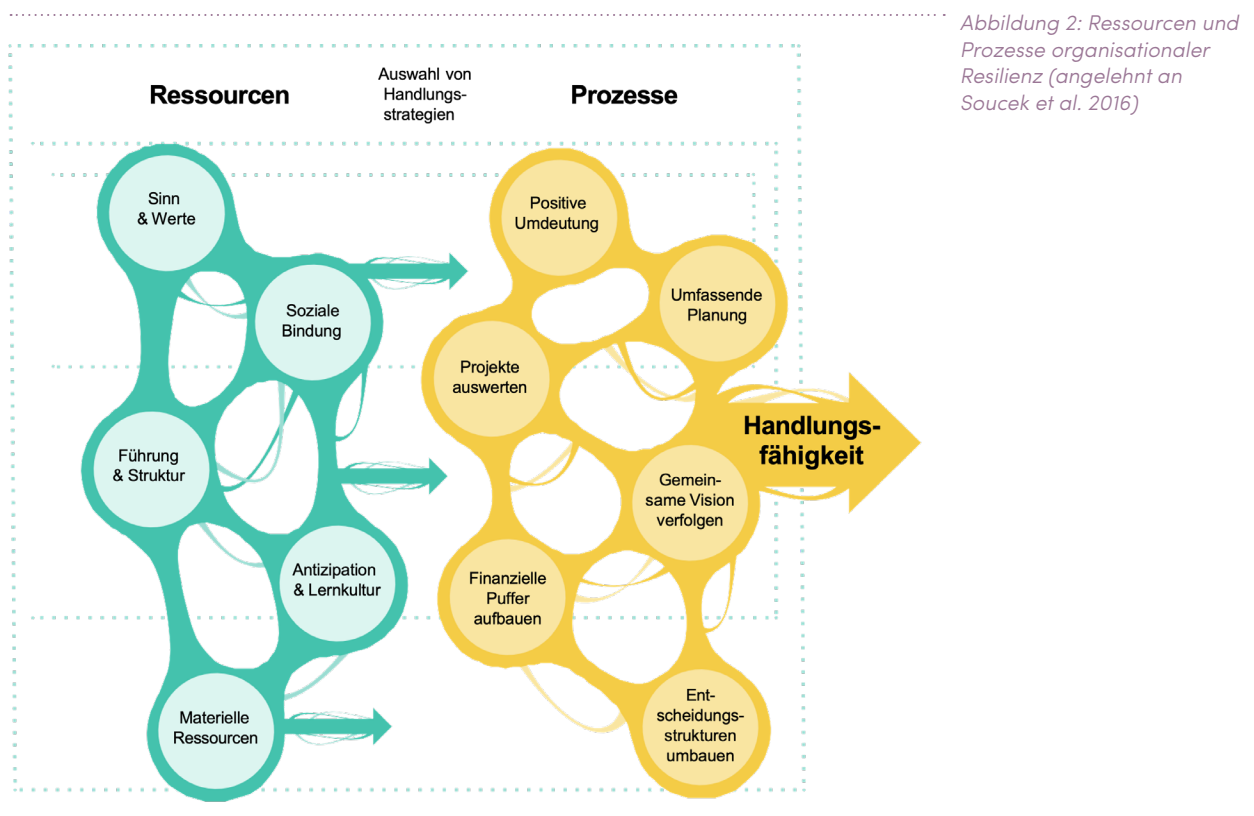 Abbildung 2: Ressourcen und
Prozesse organisationaler
Resilienz (angelehnt an
Soucek et al. 2016)
Ressourcen
Auswahl von
Handlungs-
strategien
Prozesse
Sinn
& Werte
Soziale
Bindung
Führung
& Struktur
Antizipation
& Lernkultur
Materielle
Ressourcen
Positive
Umdeutung
Umfassende
Planung
Projekte
auswerten
Handlungs-
fähigkeit
Gemein-
same Vision
verfolgen
Finanzielle
Puffer
aufbauen
Ent-
scheidungs-
strukturen
umbauen